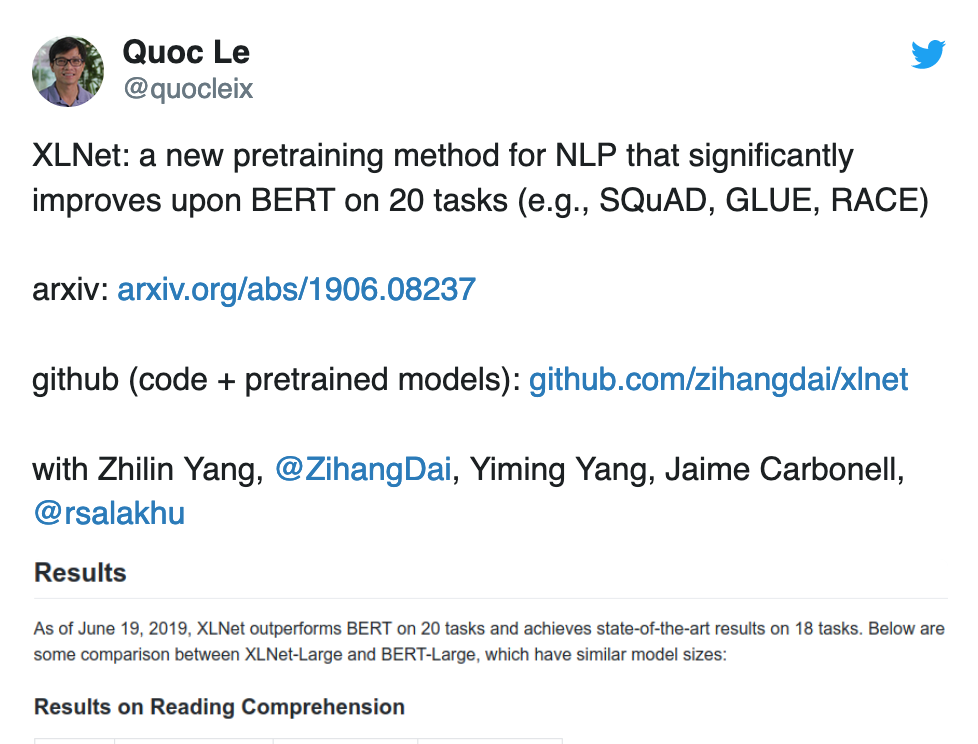 Quoc Le
@quocleix
XLNet: a new pretraining method for NLP that significantly
improves upon BERT on 20 tasks (e.g., SQuAD, GLUE, RACE)
arxiv: arxiv.org/abs/1906.08237
github (code + pretrained models): github.com/zihangdai/xlnet
with Zhilin Yang, @ZihangDai, Yiming Yang, Jaime Carbonell,
@rsalakhu
Results
As of June 19, 2019, XLNet outperforms BERT on 20 tasks and achieves state-of-the-art results on 18 tasks. Below are
some comparison between XLNet-Large and BERT-Large, which have similar model sizes:
Results on Reading Comprehension